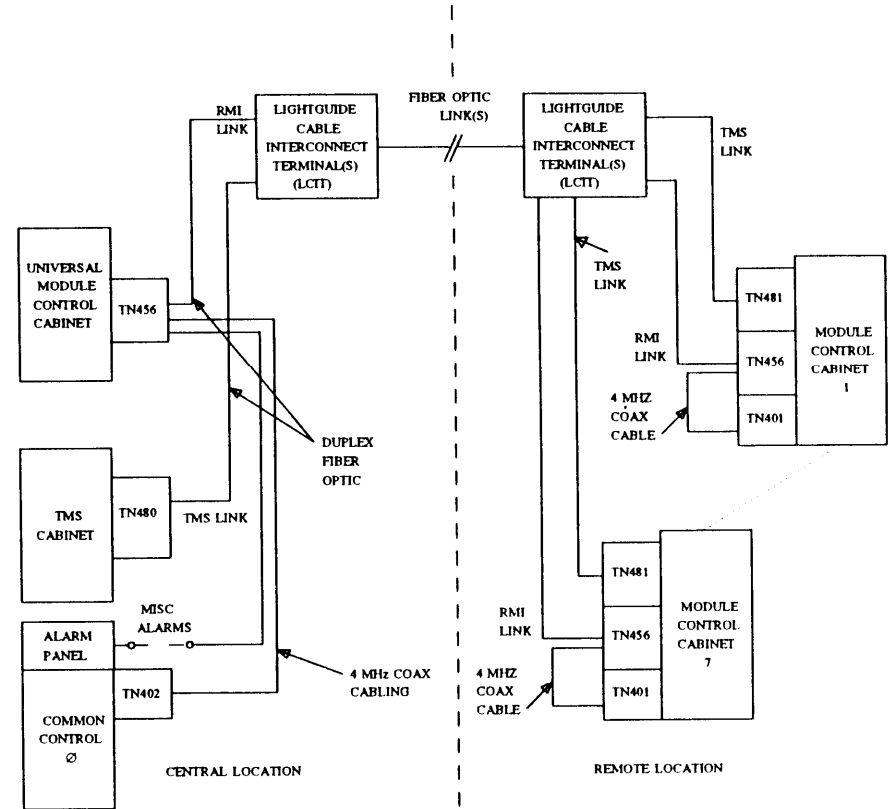 RMI
LINK
LIGHTGUIDE
CABLE
INTERCONNECT
TERMINAL(S)
(LCIT)
FIBER OPTIC
LINK(S)
LIGHTGUIDE
CABLE
INTERCONNECT
TERMINAL(S)
(LCIT)
TMS
LINK
UNIVERSAL
MODULE
CONTROL
CABINET
TN456
TMS
LINK
TN481
RMI
LINK
TN456
MODULE
CONTROL
CABINET
1
4 MHZ
COAX
CABLE
TN401
DUPLEX
FIBER
OPTIC
TMS
CABINET
TN480
TMS LINK
TN481
RMI
LINK
TN456
MODULE
CONTROL
CABINET
7
MISC
ALARMS
ALARM
PANEL
TN402
4 MHz COAX
CABLING
4 MHZ
COAX
CABLE
TN401
COMMON
CONTROL
Ø
CENTRAL LOCATION
REMOTE LOCATION